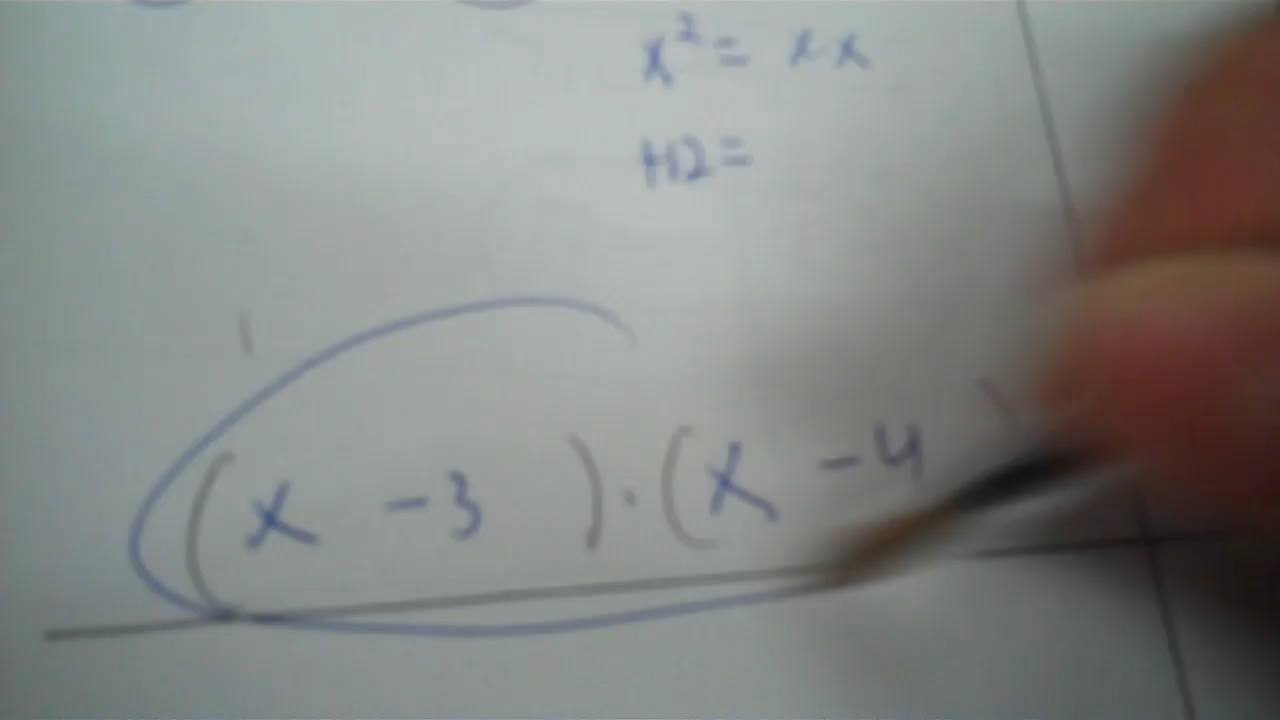 x² = x·x
+12 =
(x - 3) · (x - 4)